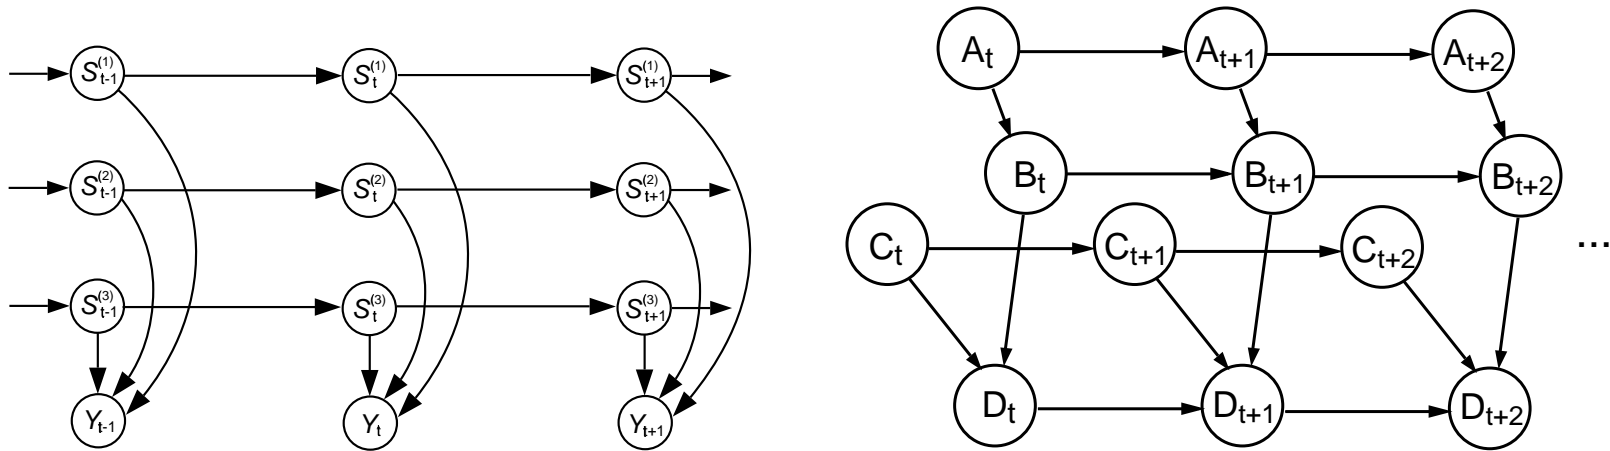 S(1)t-1 S(1)t S(1)t+1
S(2)t-1 S(2)t S(2)t+1
S(3)t-1 S(3)t S(3)t+1
Yt-1 Yt Yt+1
At At+1 At+2
Bt Bt+1 Bt+2
Ct Ct+1 Ct+2 ...
Dt Dt+1 Dt+2